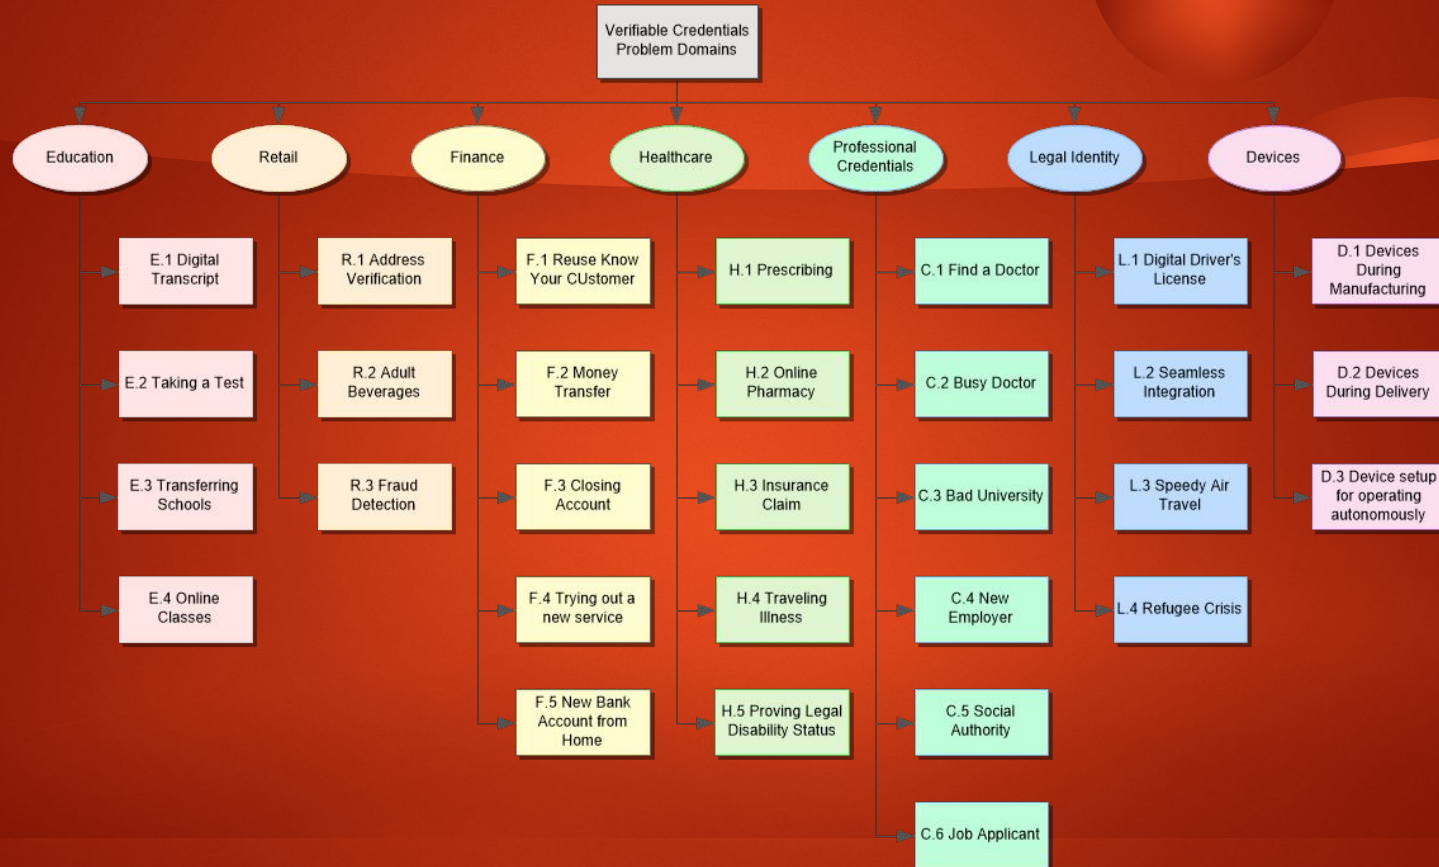 Verifiable Credentials
Problem Domains
Education
Retail
Finance
Healthcare
Professional
Credentials
Legal Identity
Devices
E.1 Digital
Transcript
R.1 Address
Verification
F.1 Reuse Know
Your CUstomer
H.1 Prescribing
C.1 Find a Doctor
L.1 Digital Driver's
License
D.1 Devices
During
Manufacturing
E.2 Taking a Test
R.2 Adult
Beverages
F.2 Money
Transfer
H.2 Online
Pharmacy
C.2 Busy Doctor
L.2 Seamless
Integration
D.2 Devices
During Delivery
E.3 Transferring
Schools
R.3 Fraud
Detection
F.3 Closing
Account
H.3 Insurance
Claim
C.3 Bad University
L.3 Speedy Air
Travel
D.3 Device setup
for operating
autonomously
E.4 Online
Classes
F.4 Trying out a
new service
H.4 Traveling
Illness
C.4 New
Employer
L.4 Refugee Crisis
F.5 New Bank
Account from
Home
H.5 Proving Legal
Disability Status
C.5 Social
Authority
C.6 Job Applicant